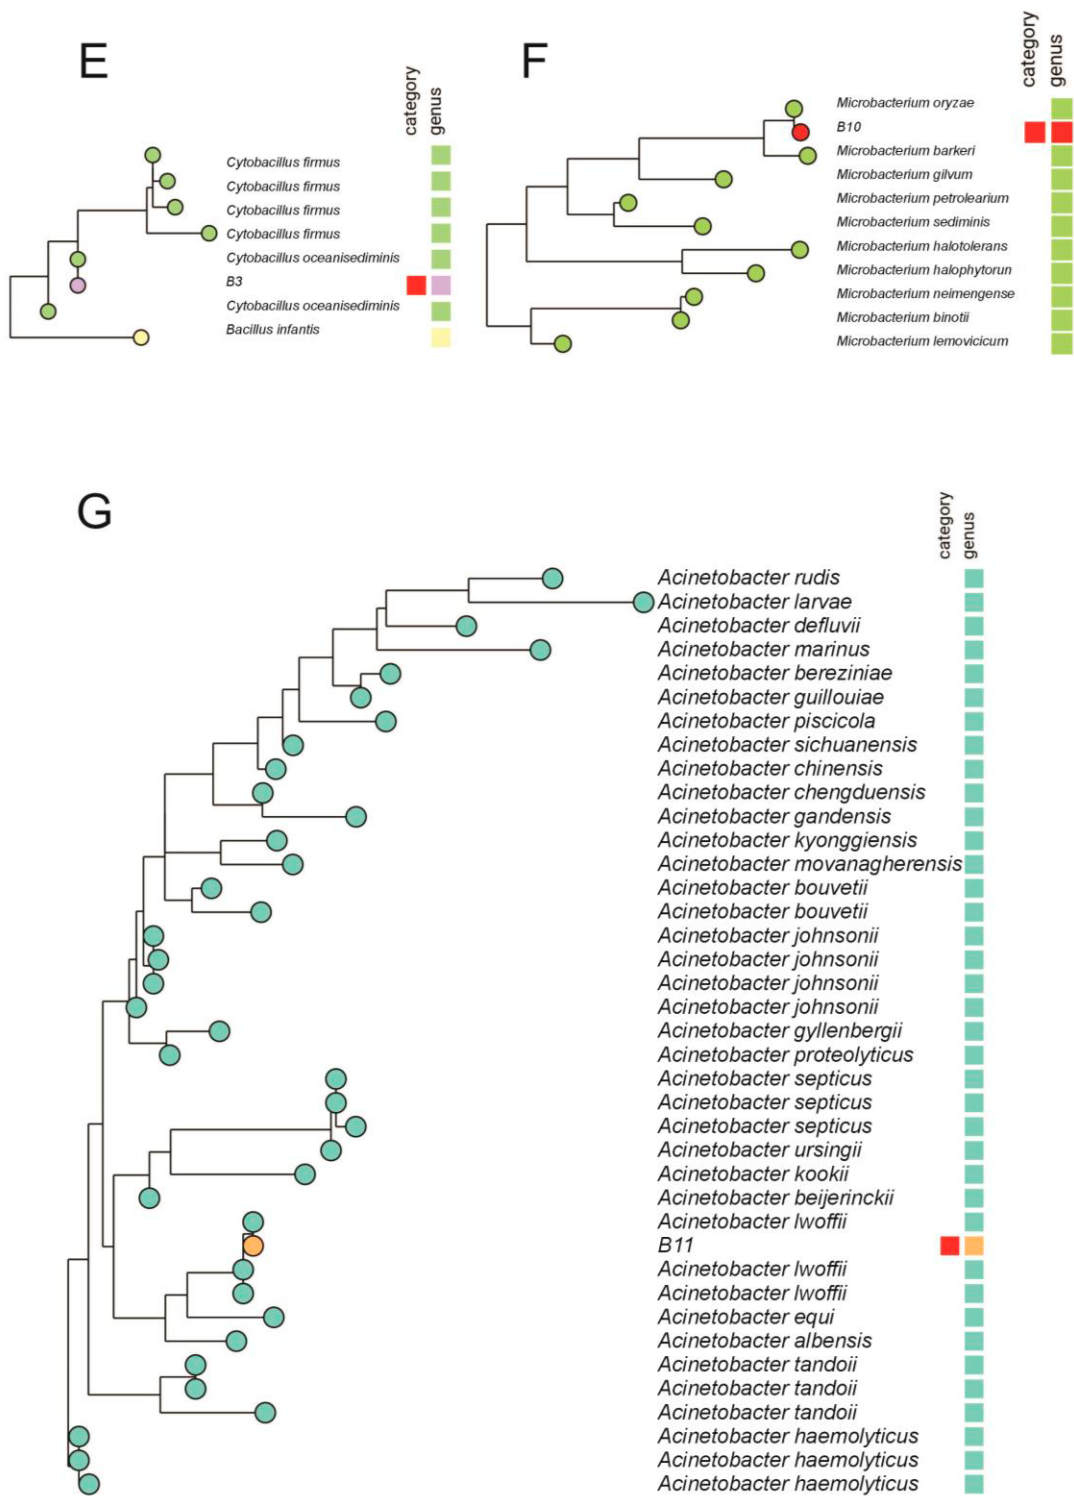 E
category
genus
Cytobacillus firmus
Cytobacillus firmus
Cytobacillus firmus
Cytobacillus firmus
Cytobacillus oceanisediminis
B3
Cytobacillus oceanisediminis
Bacillus infantis
F
category
genus
Microbacterium oryzae
B10
Microbacterium barkeri
Microbacterium gilvum
Microbacterium petrolearium
Microbacterium sediminis
Microbacterium halotolerans
Microbacterium halophytorun
Microbacterium neimengense
Microbacterium binotii
Microbacterium lemovicicum
G
category
genus
Acinetobacter rudis
Acinetobacter larvae
Acinetobacter defluvii
Acinetobacter marinus
Acinetobacter bereziniae
Acinetobacter guillouiae
Acinetobacter piscicola
Acinetobacter sichuanensis
Acinetobacter chinensis
Acinetobacter chengduensis
Acinetobacter gandensis
Acinetobacter kyonggiensis
Acinetobacter movanagherensis
Acinetobacter bouvetii
Acinetobacter bouvetii
Acinetobacter johnsonii
Acinetobacter johnsonii
Acinetobacter johnsonii
Acinetobacter johnsonii
Acinetobacter gyllenbergii
Acinetobacter proteolyticus
Acinetobacter septicus
Acinetobacter septicus
Acinetobacter septicus
Acinetobacter ursingii
Acinetobacter kookii
Acinetobacter beijerinckii
Acinetobacter lwoffii
B11
Acinetobacter lwoffii
Acinetobacter lwoffii
Acinetobacter equi
Acinetobacter albensis
Acinetobacter tandoii
Acinetobacter tandoii
Acinetobacter tandoii
Acinetobacter haemolyticus
Acinetobacter haemolyticus
Acinetobacter haemolyticus